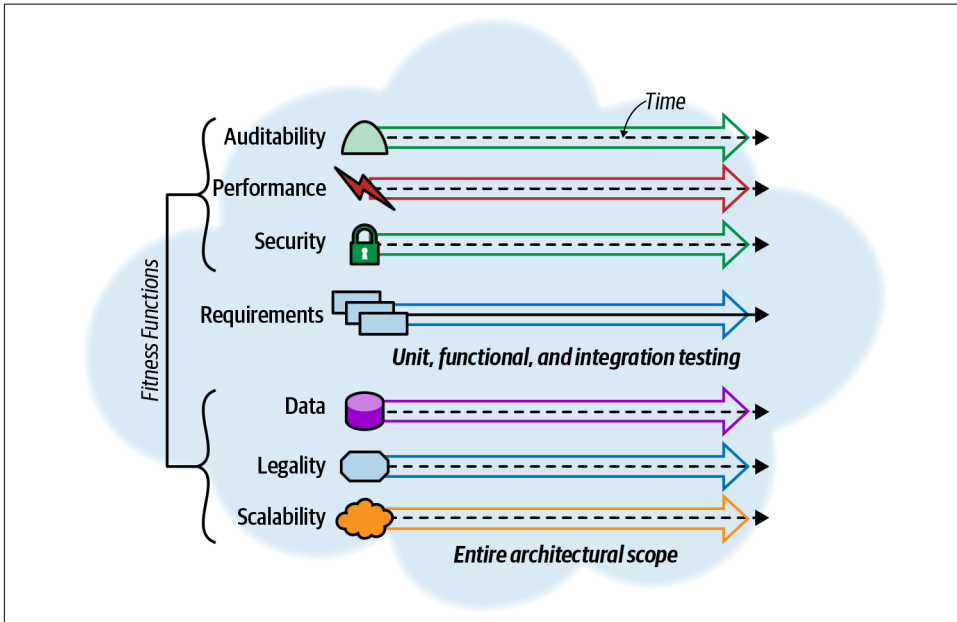 Time
Auditability
Performance
Security
Fitness Functions
Requirements
Unit, functional, and integration testing
Data
Legality
Scalability
Entire architectural scope